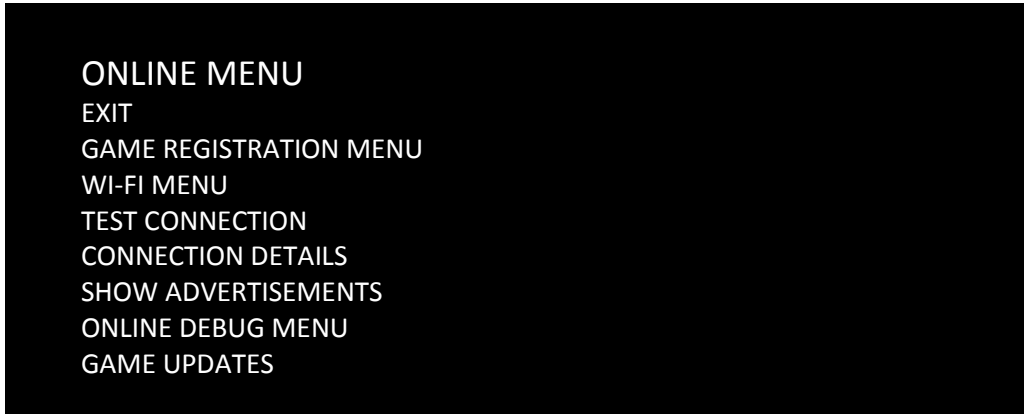 ONLINE MENU
EXIT
GAME REGISTRATION MENU
WI-FI MENU
TEST CONNECTION
CONNECTION DETAILS
SHOW ADVERTISEMENTS
ONLINE DEBUG MENU
GAME UPDATES